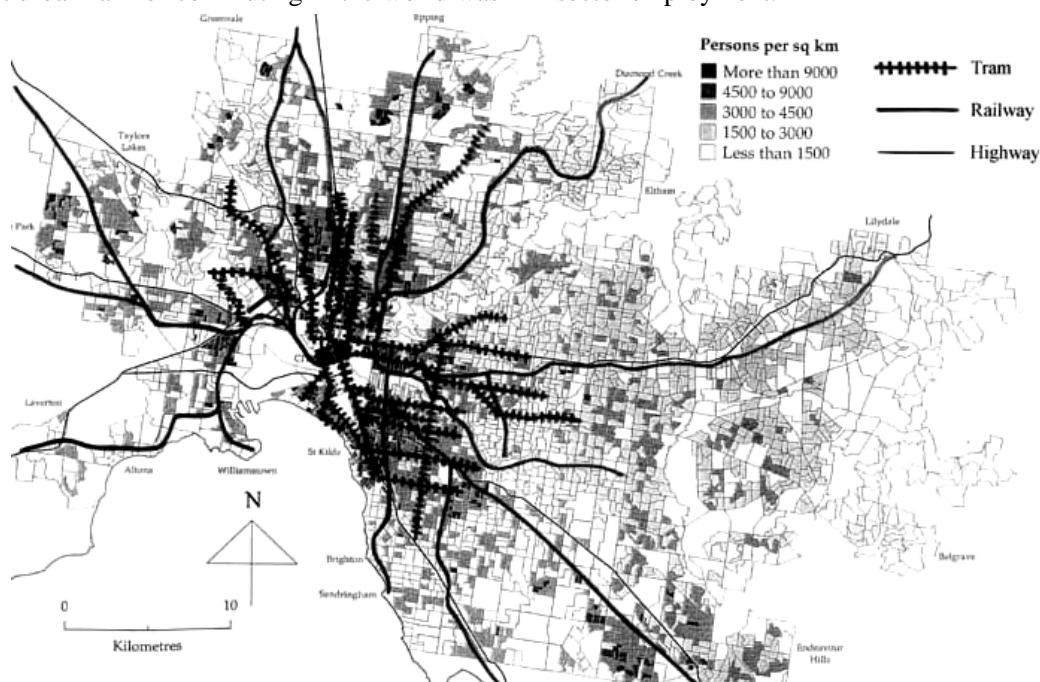 Greenvale
Epping
Persons per sq km
More than 9000
4500 to 9000
3000 to 4500
1500 to 3000
Less than 1500
Tram
Railway
Highway
Diamond Creek
Taylors
Lakes
Eltham
Lilydale
Park
Laverton
Altona
Williamstown
St Kilda
N
Brighton
Sandringham
Belgrave
0
10
Kilometres
Endeavour
Hills